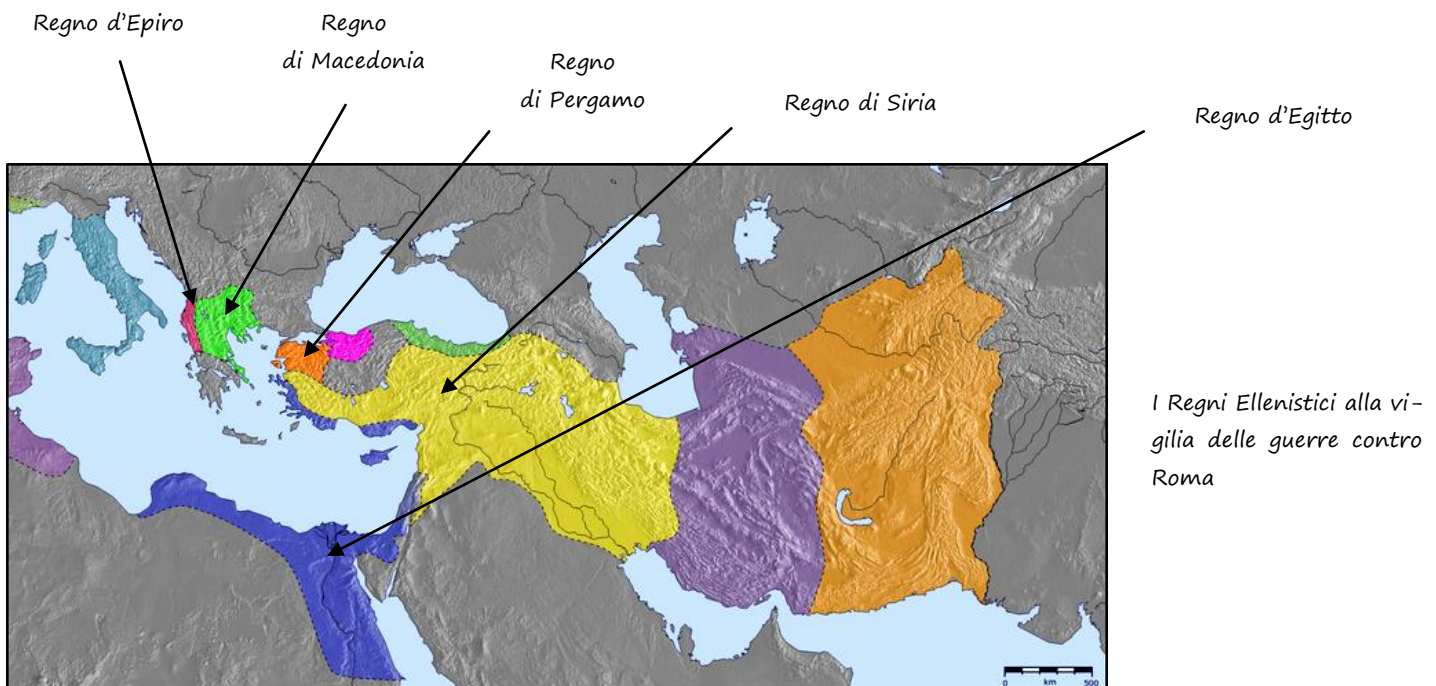 Regno d'Epiro
Regno
di Macedonia
Regno
di Pergamo
Regno di Siria
Regno d'Egitto
I Regni Ellenistici alla vi-
gilia delle guerre contro
Roma
0 km 500